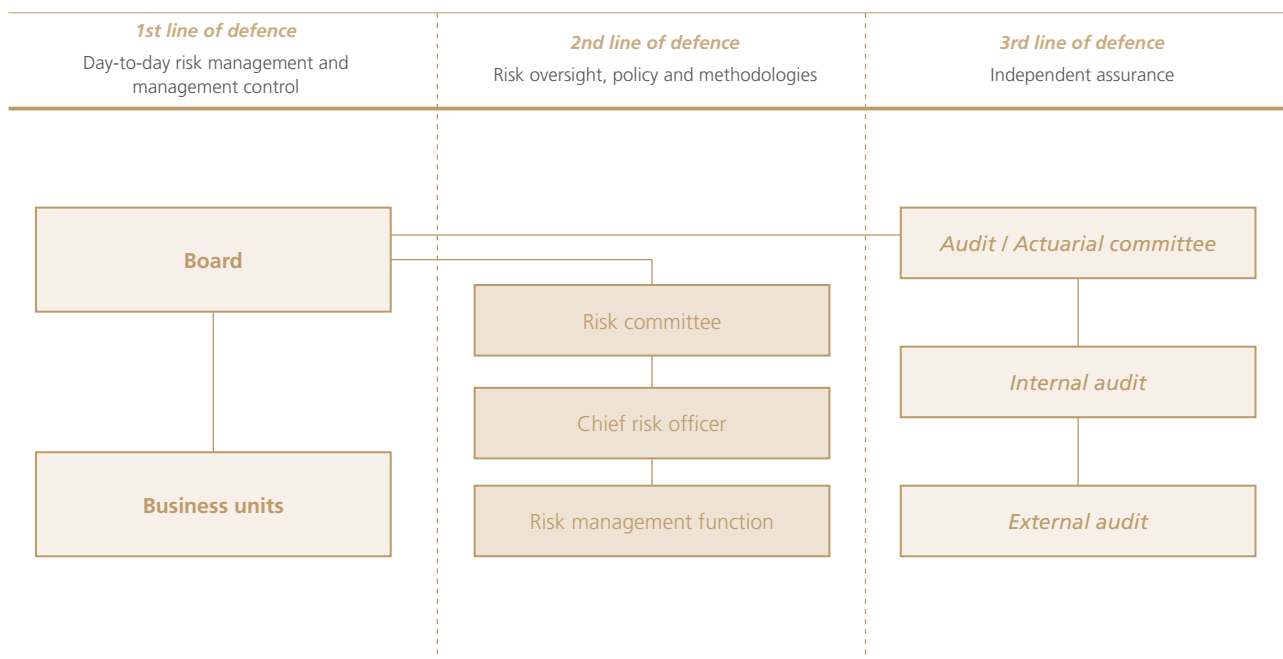 1st line of defence
Day-to-day risk management and
management control
2nd line of defence
Risk oversight, policy and methodologies
3rd line of defence
Independent assurance
Board
Business units
Risk committee
Chief risk officer
Risk management function
Audit / Actuarial committee
Internal audit
External audit